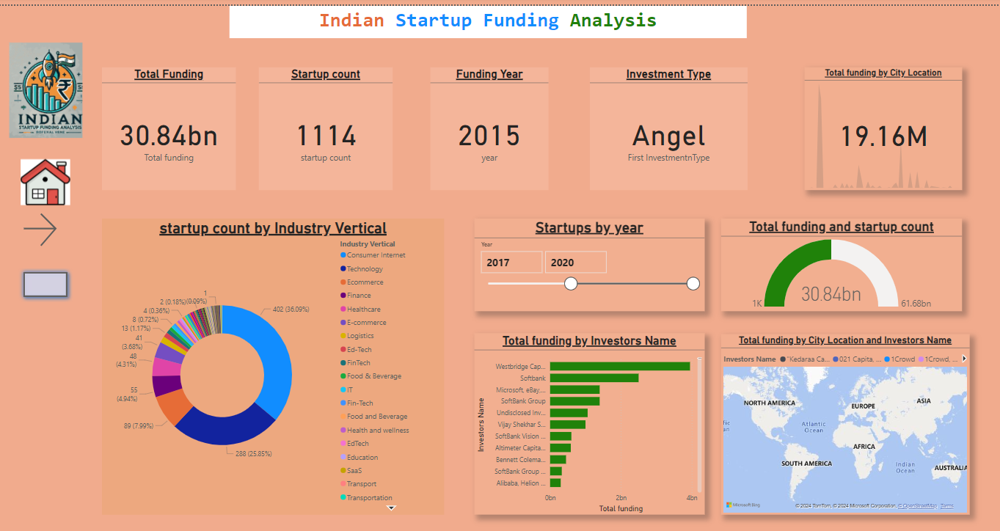 Indian Startup Funding Analysis
INDIAN
STARTUP FUNDING ANALYSIS
Total Funding
30.84bn
Total funding
Startup count
1114
startup count
Funding Year
2015
year
Investment Type
Angel
First InvestmentnType
Total funding by City Location
19.16M
startup count by Industry Vertical
Industry Vertical
Consumer Internet
Technology
Ecommerce
Finance
Healthcare
E-commerce
Logistics
Ed-Tech
FinTech
Food & Beverage
IT
Fin-Tech
Food and Beverage
Health and wellness
EdTech
Education
SaaS
Transport
Transportation
1
2 (0.18%)
(0.09%)
4 (0.36%)
8 (0.72%)
13 (1.17%)
41
(3.68%)
48
(4.31%)
55
(4.94%)
89 (7.99%)
288 (25.85%)
402 (36.09%)
Startups by year
Year
2017 2020
Total funding and startup count
1K 30.84bn 61.68bn
Total funding by Investors Name
Investors Name
Westbridge Cap...
Softbank
Microsoft, eBay,...
SoftBank Group
Undisclosed Inv...
Vijay Shekhar S...
SoftBank Vision ...
Altimeter Capita...
Bennett Colema...
SoftBank Group ...
Alibaba, Helion ...
0bn 2bn 4bn
Total funding
Total funding by City Location and Investors Name
Investors Name "Kedaraa Ca... 021 Capita, ... 1Crowd 1Crowd, ...
NORTH AMERICA
EUROPE
ASIA
Atlantic
Ocean
AFRICA
SOUTH AMERICA
Indian
Ocean
AUSTRALIA
fic
an
Microsoft Bing
© 2024 TomTom, © 2024 Microsoft Corporation, © OpenStreetMap Terms